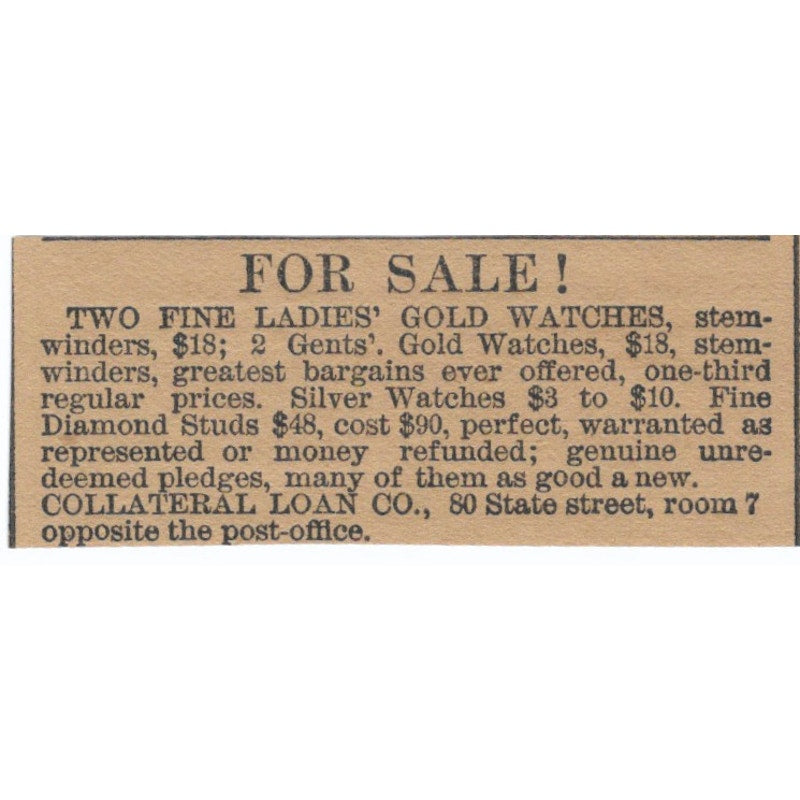 FOR SALE!
TWO FINE LADIES' GOLD WATCHES, stem-
winders, $18; 2 Gents'. Gold Watches, $18, stem-
winders, greatest bargains ever offered, one-third
regular prices. Silver Watches $3 to $10. Fine
Diamond Studs $48, cost $90, perfect, warranted as
represented or money refunded; genuine unre-
deemed pledges, many of them as good a new.
COLLATERAL LOAN CO., 80 State street, room 7
opposite the post-office.